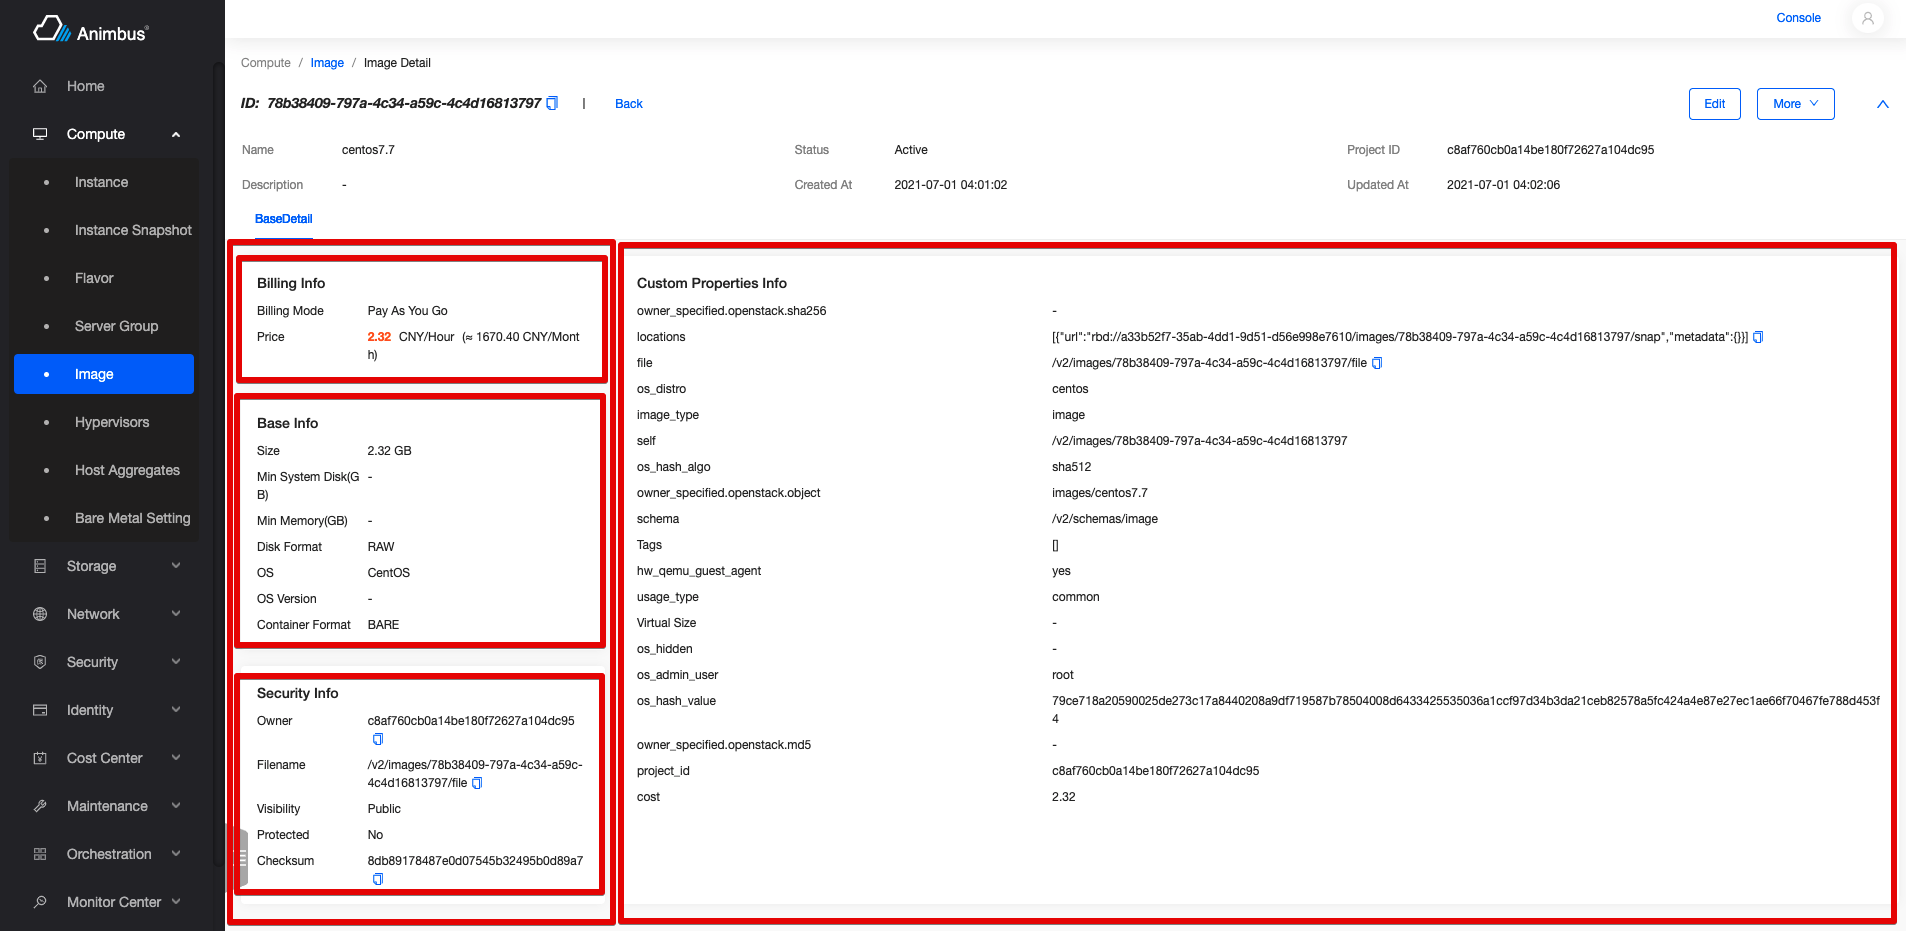 Animbus®
Console
Home
Compute
Instance
Instance Snapshot
Flavor
Server Group
Image
Hypervisors
Host Aggregates
Bare Metal Setting
Storage
Network
Security
Identity
Cost Center
Maintenance
Orchestration
Monitor Center
Compute / Image / Image Detail
ID: 78b38409-797a-4c34-a59c-4c4d16813797 | Back
Edit
More
Name centos7.7 Status Active Project ID c8af760cb0a14be180f72627a104dc95
Description - Created At 2021-07-01 04:01:02 Updated At 2021-07-01 04:02:06
BaseDetail
Billing Info
Billing Mode Pay As You Go
Price 2.32 CNY/Hour (≈ 1670.40 CNY/Mont
h)
Base Info
Size 2.32 GB
Min System Disk(G -
B)
Min Memory(GB) -
Disk Format RAW
OS CentOS
OS Version -
Container Format BARE
Security Info
Owner c8af760cb0a14be180f72627a104dc95
Filename /v2/images/78b38409-797a-4c34-a59c-
4c4d16813797/file
Visibility Public
Protected No
Checksum 8db89178487e0d07545b32495b0d89a7
Custom Properties Info
owner_specified.openstack.sha256 -
locations [{"url":"rbd://a33b52f7-35ab-4dd1-9d51-d56e998e7610/images/78b38409-797a-4c34-a59c-4c4d16813797/snap","metadata":{}}]
file /v2/images/78b38409-797a-4c34-a59c-4c4d16813797/file
os_distro centos
image_type image
self /v2/images/78b38409-797a-4c34-a59c-4c4d16813797
os_hash_algo sha512
owner_specified.openstack.object images/centos7.7
schema /v2/schemas/image
Tags []
hw_qemu_guest_agent yes
usage_type common
Virtual Size -
os_hidden -
os_admin_user root
os_hash_value 79ce718a20590025de273c17a8440208a9df719587b78504008d6433425535036a1ccf97d34b3da21ceb82578a5fc424a4e87e27ec1ae66f70467fe788d453f
4
owner_specified.openstack.md5 -
project_id c8af760cb0a14be180f72627a104dc95
cost 2.32